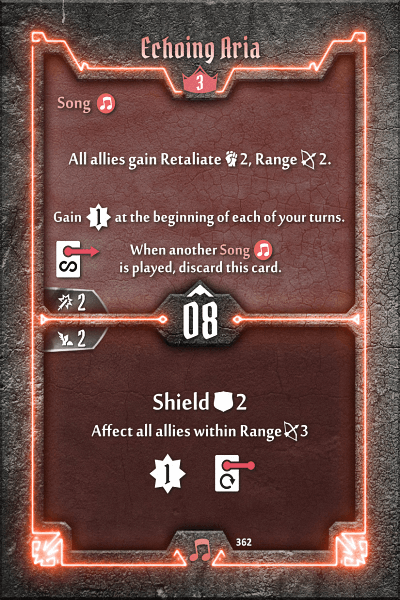 Echoing Aria
3
Song
All allies gain Retaliate 2, Range 2.
Gain 1 at the beginning of each of your turns.
When another Song
is played, discard this card.
2
08
2
Shield 2
Affect all allies within Range 3
1
362